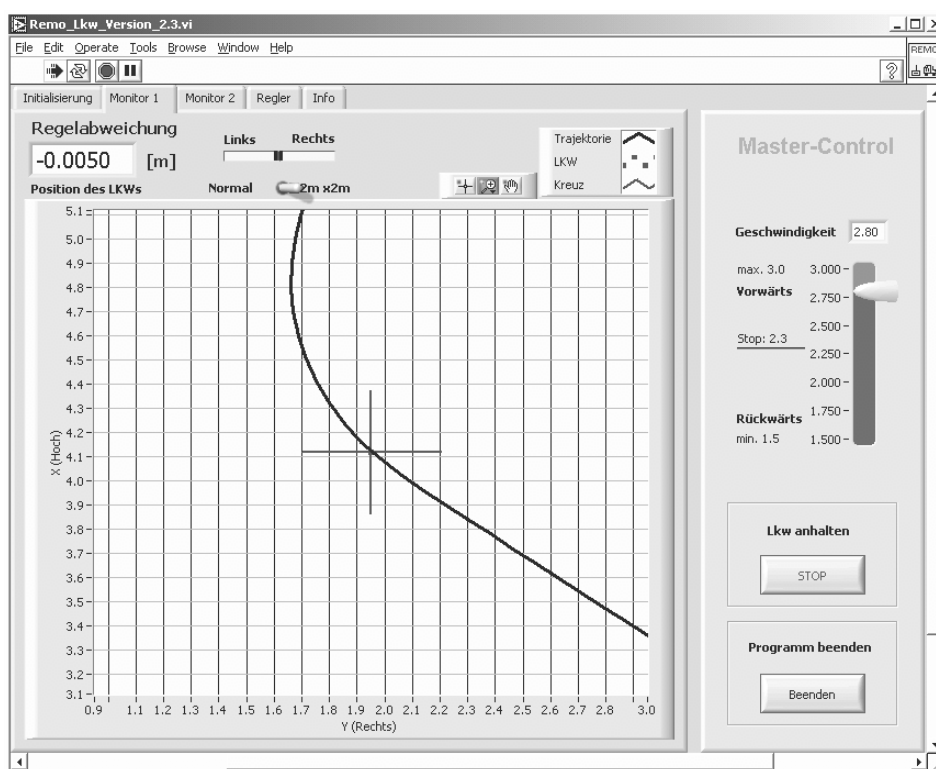 Remo_Lkw_Version_2.3.vi
File Edit Operate Tools Browse Window Help
REMO
?
Initialisierung Monitor 1 Monitor 2 Regler Info
Regelabweichung
-0.0050 [m]
Links Rechts
Position des LKWs
Normal 2m x2m
Trajektorie
LKW
Kreuz
5.1
5.0
4.9
4.8
4.7
4.6
4.5
4.4
4.3
4.2
4.1
4.0
3.9
3.8
3.7
3.6
3.5
3.4
3.3
3.2
3.1
X (Hoch)
0.9 1.1 1.2 1.3 1.4 1.5 1.6 1.7 1.8 1.9 2.0 2.1 2.2 2.3 2.4 2.5 2.6 2.7 2.8 3.0
Y (Rechts)
Master-Control
Geschwindigkeit 2.80
max. 3.0 3.000
Vorwärts 2.750
2.500
Stop: 2.3
2.250
2.000
1.750
Rückwärts
min. 1.5 1.500
Lkw anhalten
STOP
Programm beenden
Beenden